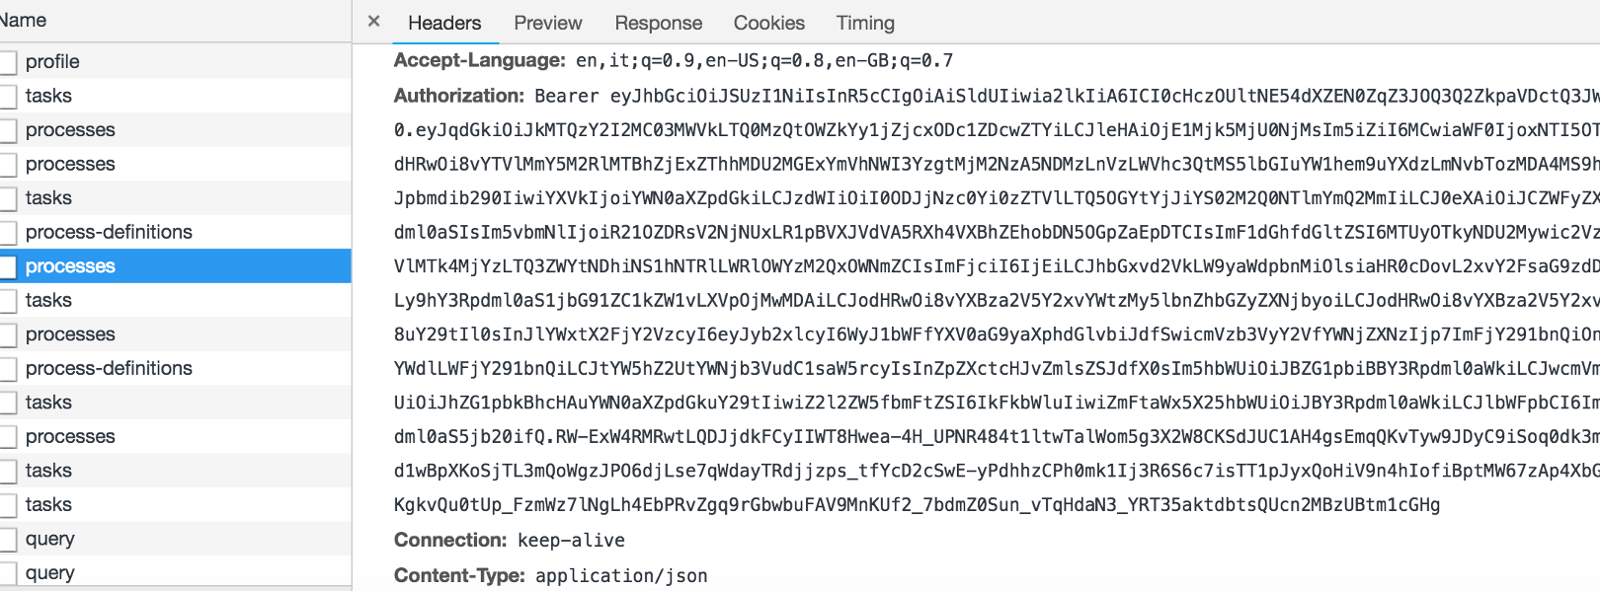 Name
profile
tasks
processes
processes
tasks
process-definitions
processes
tasks
processes
process-definitions
tasks
processes
tasks
tasks
query
query
× Headers Preview Response Cookies Timing
Accept-Language: en,it;q=0.9,en-US;q=0.8,en-GB;q=0.7
Authorization: Bearer eyJhbGciOiJSUzI1NiIsInR5cCIgOiAiSldUIiwia2lkIiA6ICI0cHczOUltNE54dXZEN0ZqZ3JOQ3Q2ZkpaVDctQ3JW
0.eyJqdGkiOiJkMTQzY2I2MC03MWVkLTQ0MzQtOWZkYy1jZjcxODc1ZDcwZTYiLCJleHAiOjE1Mjk5MjU0NjMsIm5iZiI6MCwiaWF0IjoxNTI5OT
dHRwOi8vYTVlMmY5M2RlMTBhZjExZThhMDU2MGExYmVhNWI3YzgtMjM2NzA5NDMzLnVzLWVhc3QtMS5lbGIuYW1hem9uYXdzLmNvbTozMDA4MS9h
Jpbmdib290IiwiYXVkIjoiYWN0aXZpdGkiLCJzdWIiOiI0ODJjNzc0Yi0zZTVlLTQ5OGYtYjJiYS02M2Q0NTlmYmQ2MmIiLCJ0eXAiOiJCZWFyZX
dml0aSIsIm5vbmNlIjoiR21OZDRsV2NjNUxLR1pBVXJVdVA5RXh4VXBhZEhobDN5OGpZaEpDTCIsImF1dGhfdGltZSI6MTUyOTkyNDU2Mywic2Vz
VlMTk4MjYzLTQ3ZWYtNDhiNS1hNTRlLWRlOWYzM2QxOWNmZCIsImFjciI6IjEiLCJhbGxvd2VkLW9yaWdpbnMiOlsiaHR0cDovL2xvY2FsaG9zdD
Ly9hY3Rpdml0aS1jbG91ZC1kZW1vLXVpOjMwMDAiLCJodHRwOi8vYXBza2V5Y2xvYWtzMy5lbnZhbGZyZXNjbyoiLCJodHRwOi8vYXBza2V5Y2xv
8uY29tIl0sInJlYWxtX2FjY2VzcyI6eyJyb2xlcyI6WyJ1bWFfYXV0aG9yaXphdGlvbiJdfSwicmVzb3VyY2VfYWNjZXNzIjp7ImFjY291bnQiOn
YWdlLWFjY291bnQiLCJtYW5hZ2UtYWNjb3VudC1saW5rcyIsInZpZXctcHJvZmlsZSJdfX0sIm5hbWUiOiJBZG1pbiBBY3Rpdml0aWkiLCJwcmVm
UiOiJhZG1pbkBhcHAuYWN0aXZpdGkuY29tIiwiZ2l2ZW5fbmFtZSI6IkFkbWluIiwiZmFtaWx5X25hbWUiOiJBY3Rpdml0aWkiLCJlbWFpbCI6Im
dml0aS5jb20ifQ.RW-ExW4RMRwtLQDJjdkFCyIIWT8Hwea-4H_UPNR484t1ltwTalWom5g3X2W8CKSdJUC1AH4gsEmqQKvTyw9JDyC9iSoq0dk3m
d1wBpXKoSjTL3mQoWgzJPO6djLse7qWdayTRdjjzps_tfYcD2cSwE-yPdhhzCPh0mk1Ij3R6S6c7isTT1pJyxQoHiV9n4hIofiBptMW67zAp4XbG
KgkvQu0tUp_FzmWz7lNgLh4EbPRvZgq9rGbwbuFAV9MnKUf2_7bdmZ0Sun_vTqHdaN3_YRT35aktdbtsQUcn2MBzUBtm1cGHg
Connection: keep-alive
Content-Type: application/json